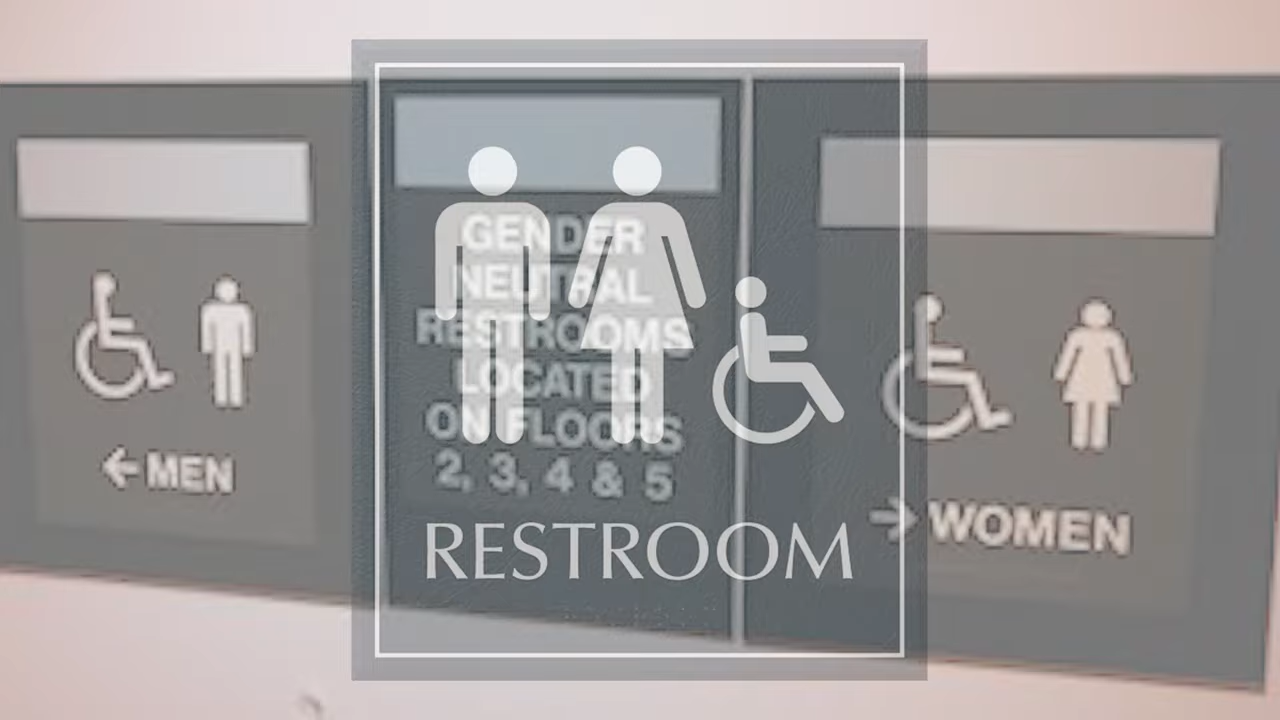 ← MEN
GENDER
NEUTRAL
RESTROOMS
LOCATED
ON FLOORS
2, 3, 4 & 5
→ WOMEN
RESTROOM